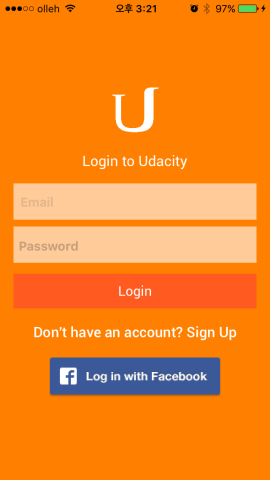 olleh 오후 3:21 97%
U
Login to Udacity
Email
Password
Login
Don't have an account? Sign Up
f Log in with Facebook